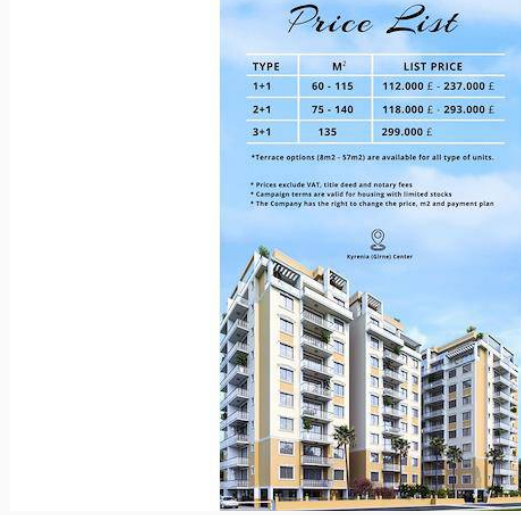 Price List
TYPE M² LIST PRICE
1+1 60 - 115 112.000 £ - 237.000 £
2+1 75 - 140 118.000 £ - 293.000 £
3+1 135 299.000 £
*Terrace options (8m2 - 57m2) are available for all type of units.
* Prices exclude VAT, title deed and notary fees
* Campaign terms are valid for housing with limited stocks
* The Company has the right to change the price, m2 and payment plan
Kyrenia (Girne) Center